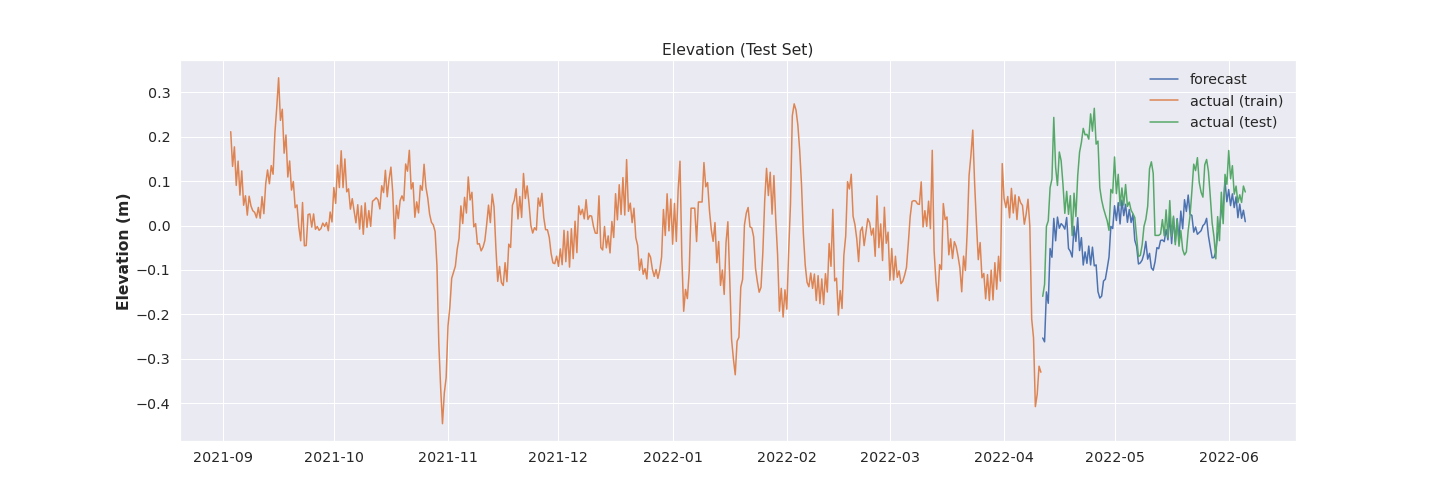 Elevation (Test Set)
Elevation (m)
0.3
0.2
0.1
0.0
−0.1
−0.2
−0.3
−0.4
forecast
actual (train)
actual (test)
2021-09 2021-10 2021-11 2021-12 2022-01 2022-02 2022-03 2022-04 2022-05 2022-06